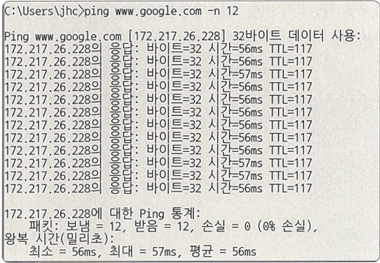 C:\Users\jhc>ping www.google.com -n 12
Ping www.google.com [172.217.26.228] 32바이트 데이터 사용:
172.217.26.228의 응답: 바이트=32 시간=56ms TTL=117
172.217.26.228의 응답: 바이트=32 시간=56ms TTL=117
172.217.26.228의 응답: 바이트=32 시간=56ms TTL=117
172.217.26.228의 응답: 바이트=32 시간=57ms TTL=117
172.217.26.228의 응답: 바이트=32 시간=56ms TTL=117
172.217.26.228의 응답: 바이트=32 시간=56ms TTL=117
172.217.26.228의 응답: 바이트=32 시간=56ms TTL=117
172.217.26.228의 응답: 바이트=32 시간=56ms TTL=117
172.217.26.228의 응답: 바이트=32 시간=56ms TTL=117
172.217.26.228의 응답: 바이트=32 시간=57ms TTL=117
172.217.26.228의 응답: 바이트=32 시간=57ms TTL=117
172.217.26.228의 응답: 바이트=32 시간=56ms TTL=117
172.217.26.228에 대한 Ping 통계:
패킷: 보냄 = 12, 받음 = 12, 손실 = 0 (0% 손실),
왕복 시간(밀리초):
최소 = 56ms, 최대 = 57ms, 평균 = 56ms